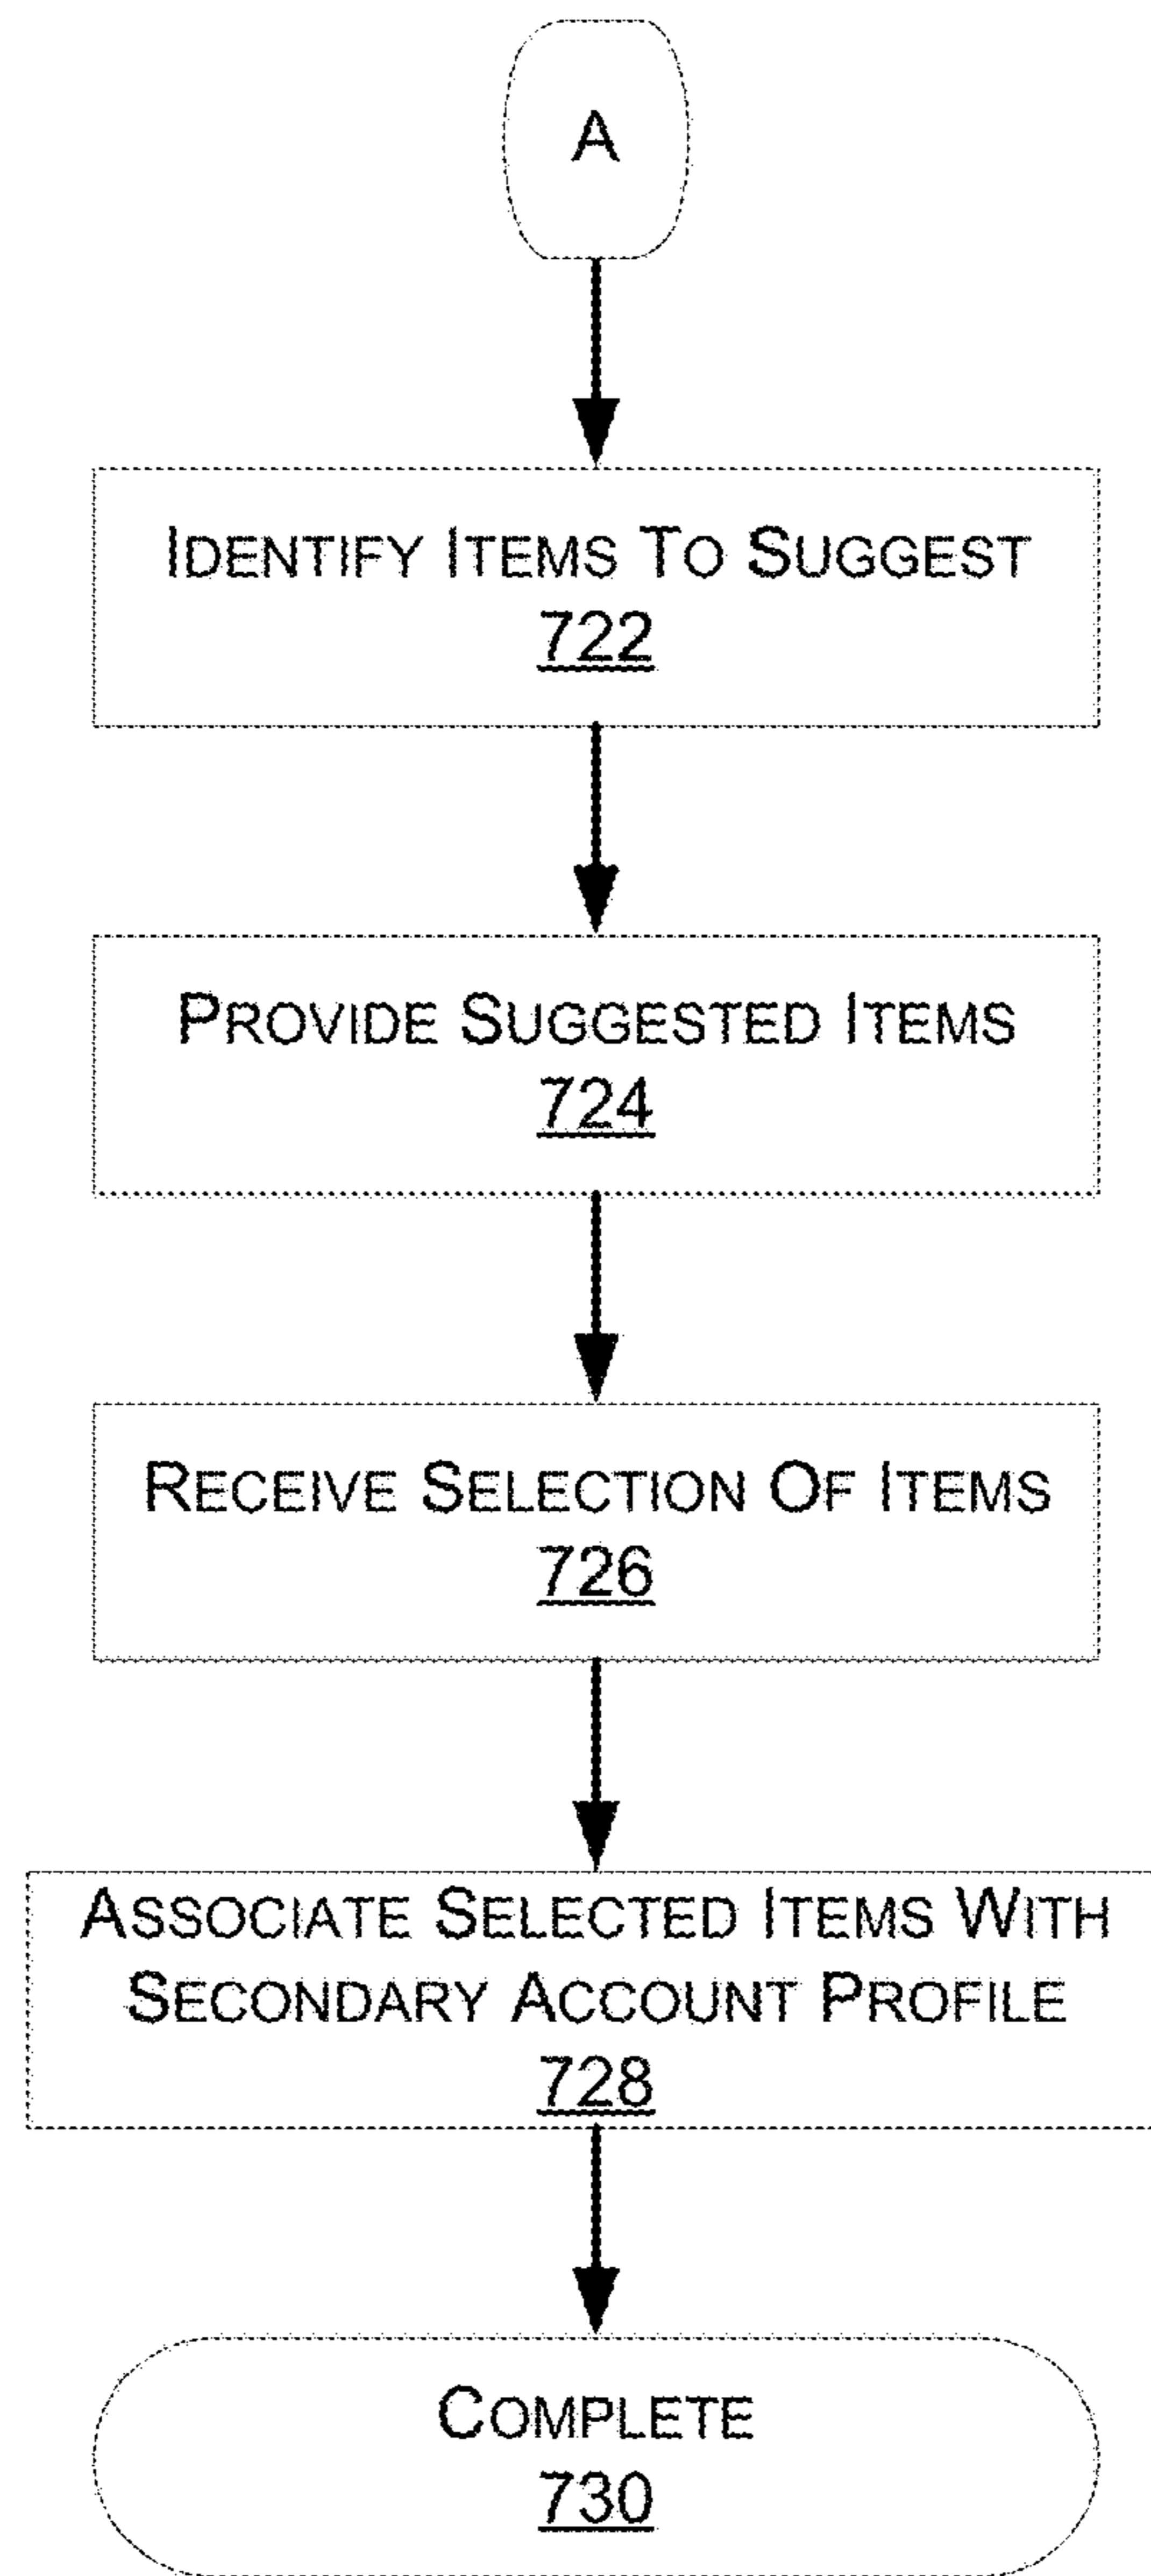 A
IDENTIFY ITEMS TO SUGGEST
722
PROVIDE SUGGESTED ITEMS
724
RECEIVE SELECTION OF ITEMS
726
ASSOCIATE SELECTED ITEMS WITH
SECONDARY ACCOUNT PROFILE
728
COMPLETE
730